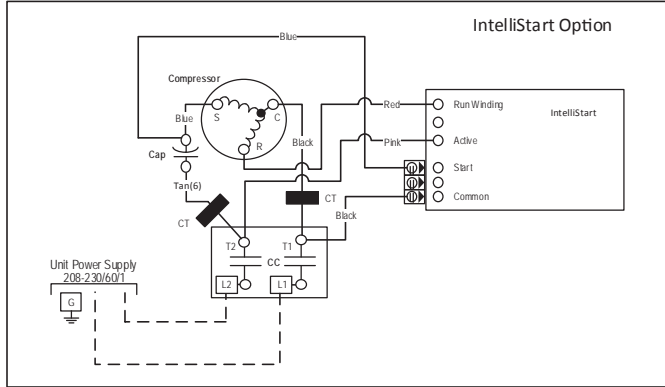 IntelliStart Option
Blue
Compressor
S
C
R
Blue
Cap
Tan(6)
CT
Black
CT
Red
Pink
Black
Run Winding
Active
Start
Common
IntelliStart
T2
T1
CC
L2
L1
Unit Power Supply
208-230/60/1
G